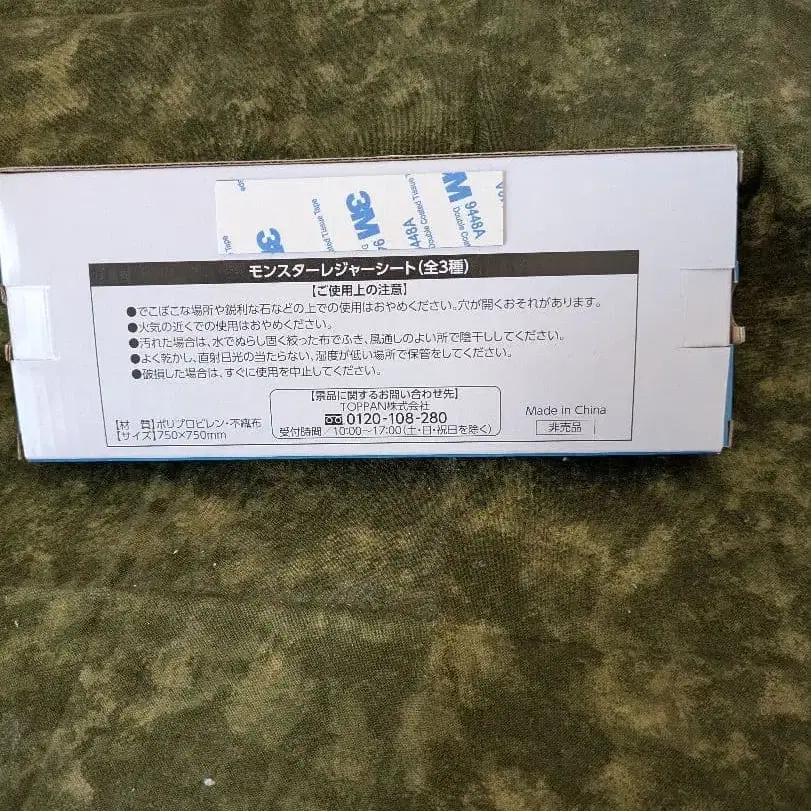 3M 9448A
Double Coated Tissue Tape
モンスターレジャーシート(全3種)
【ご使用上の注意】
●でこぼこな場所や鋭利な石などの上での使用はおやめください。穴が開くおそれがあります。
●火気の近くでの使用はおやめください。
●汚れた場合は、水でぬらし固く絞った布でふき、風通しのよい所で陰干ししてください。
●よく乾かし、直射日光の当たらない、湿度が低い場所で保管をしてください。
●破損した場合は、すぐに使用を中止してください。
【材 質】ポリプロピレン・不織布
【サイズ】750×750mm
【景品に関するお問い合わせ先】
TOPPAN株式会社
0120-108-280
受付時間/10:00〜17:00(土・日・祝日を除く)
Made in China
非売品